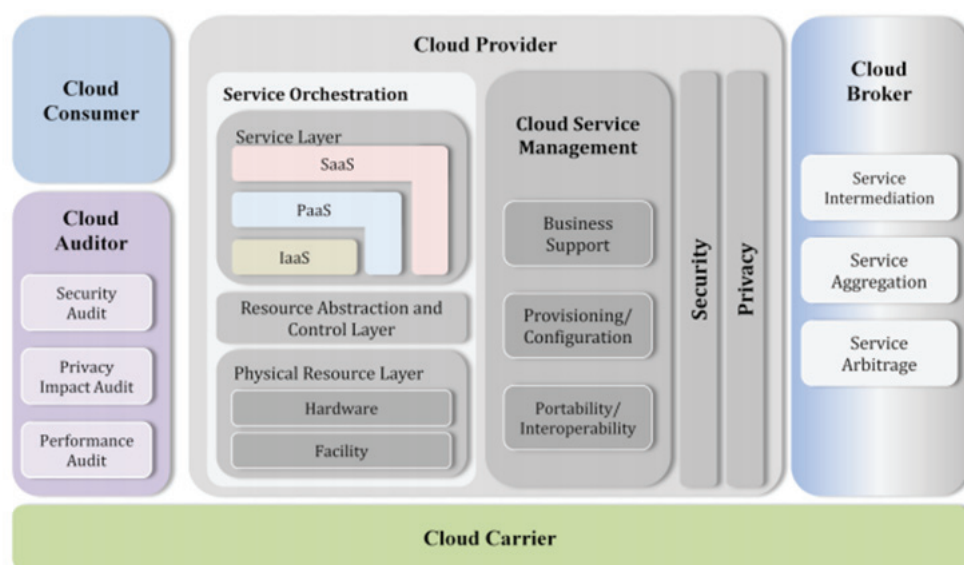 Cloud
Consumer
Cloud
Auditor
Security
Audit
Privacy
Impact Audit
Performance
Audit
Cloud Provider
Service Orchestration
Service Layer
SaaS
PaaS
IaaS
Resource Abstraction and
Control Layer
Physical Resource Layer
Hardware
Facility
Cloud Service
Management
Business
Support
Provisioning/
Configuration
Portability/
Interoperability
Security
Privacy
Cloud
Broker
Service
Intermediation
Service
Aggregation
Service
Arbitrage
Cloud Carrier